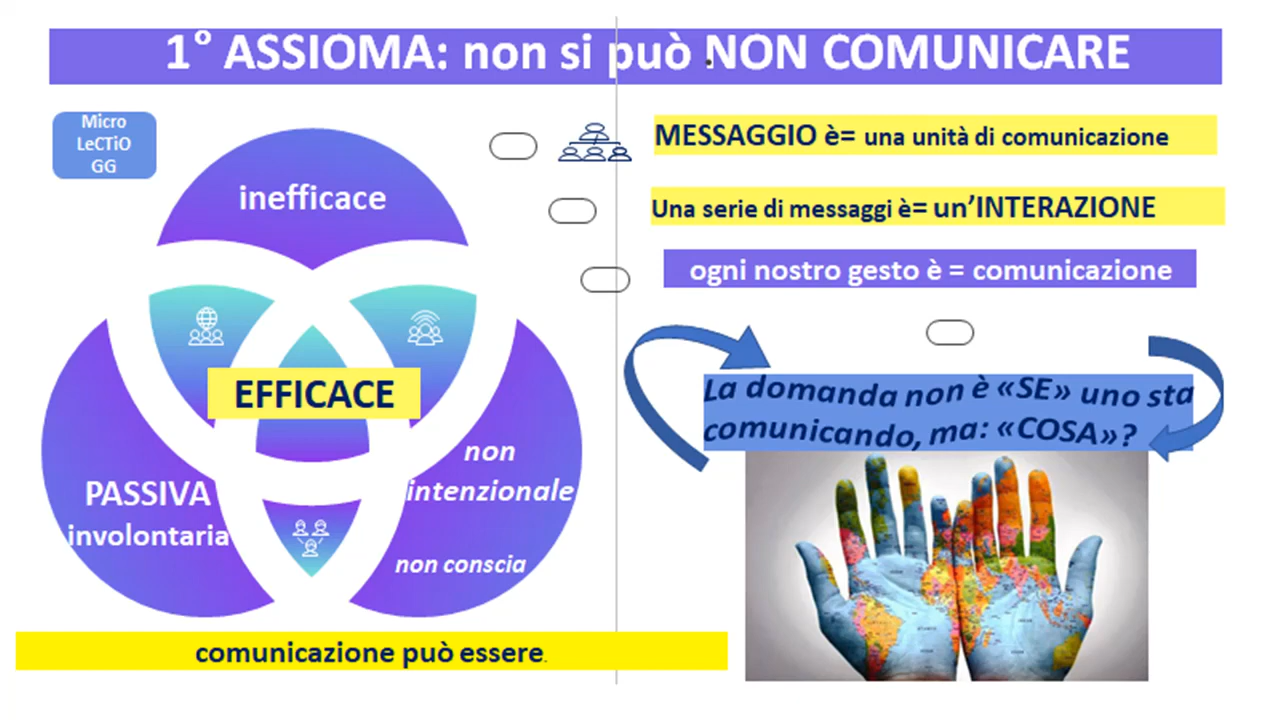 1° ASSIOMA: non si può NON COMUNICARE
Micro
LeCTiO
GG
inefficace
EFFICACE
PASSIVA
involontaria
non
intenzionale
non conscia
comunicazione può essere.
MESSAGGIO è= una unità di comunicazione
Una serie di messaggi è= un’INTERAZIONE
ogni nostro gesto è = comunicazione
La domanda non è «SE» uno sta
comunicando, ma: «COSA»?